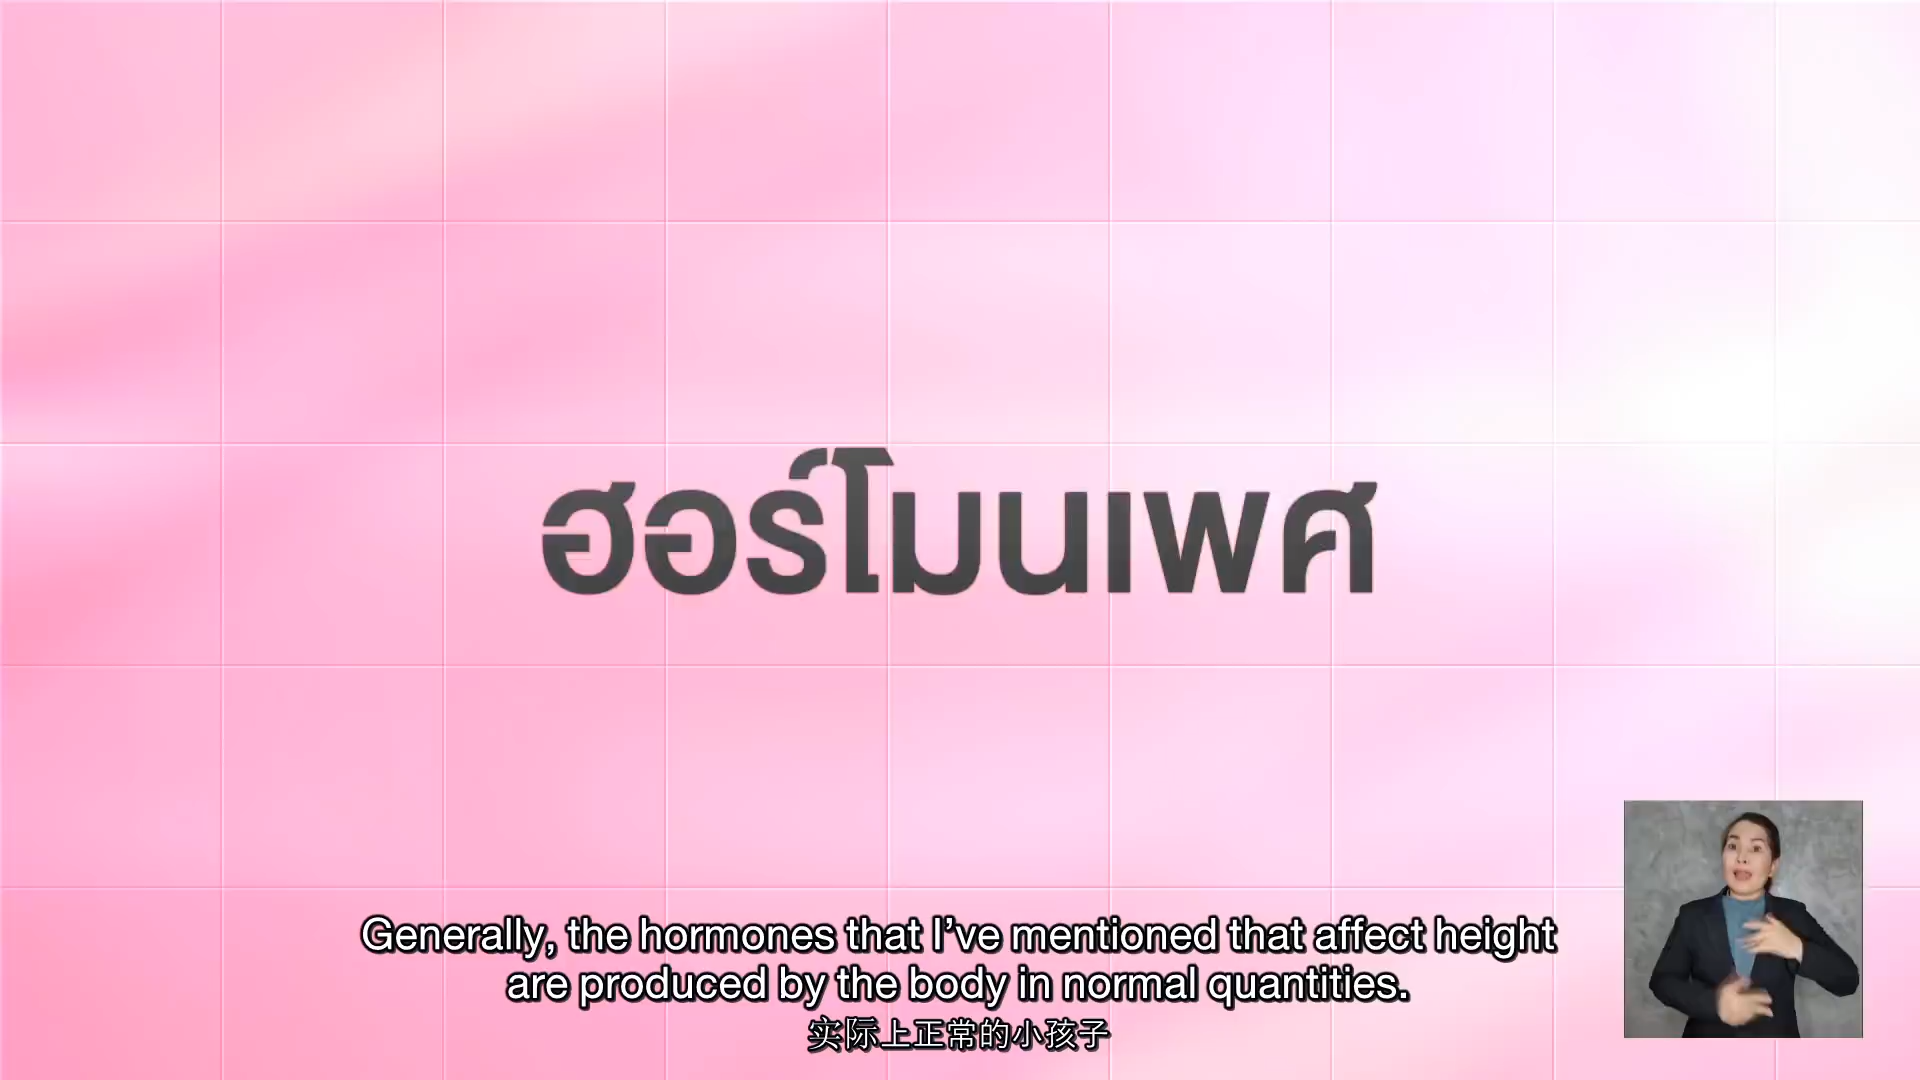 ฮอร์โมนเพศ
Generally, the hormones that I’ve mentioned that affect height
are produced by the body in normal quantities.
实际上正常的小孩子